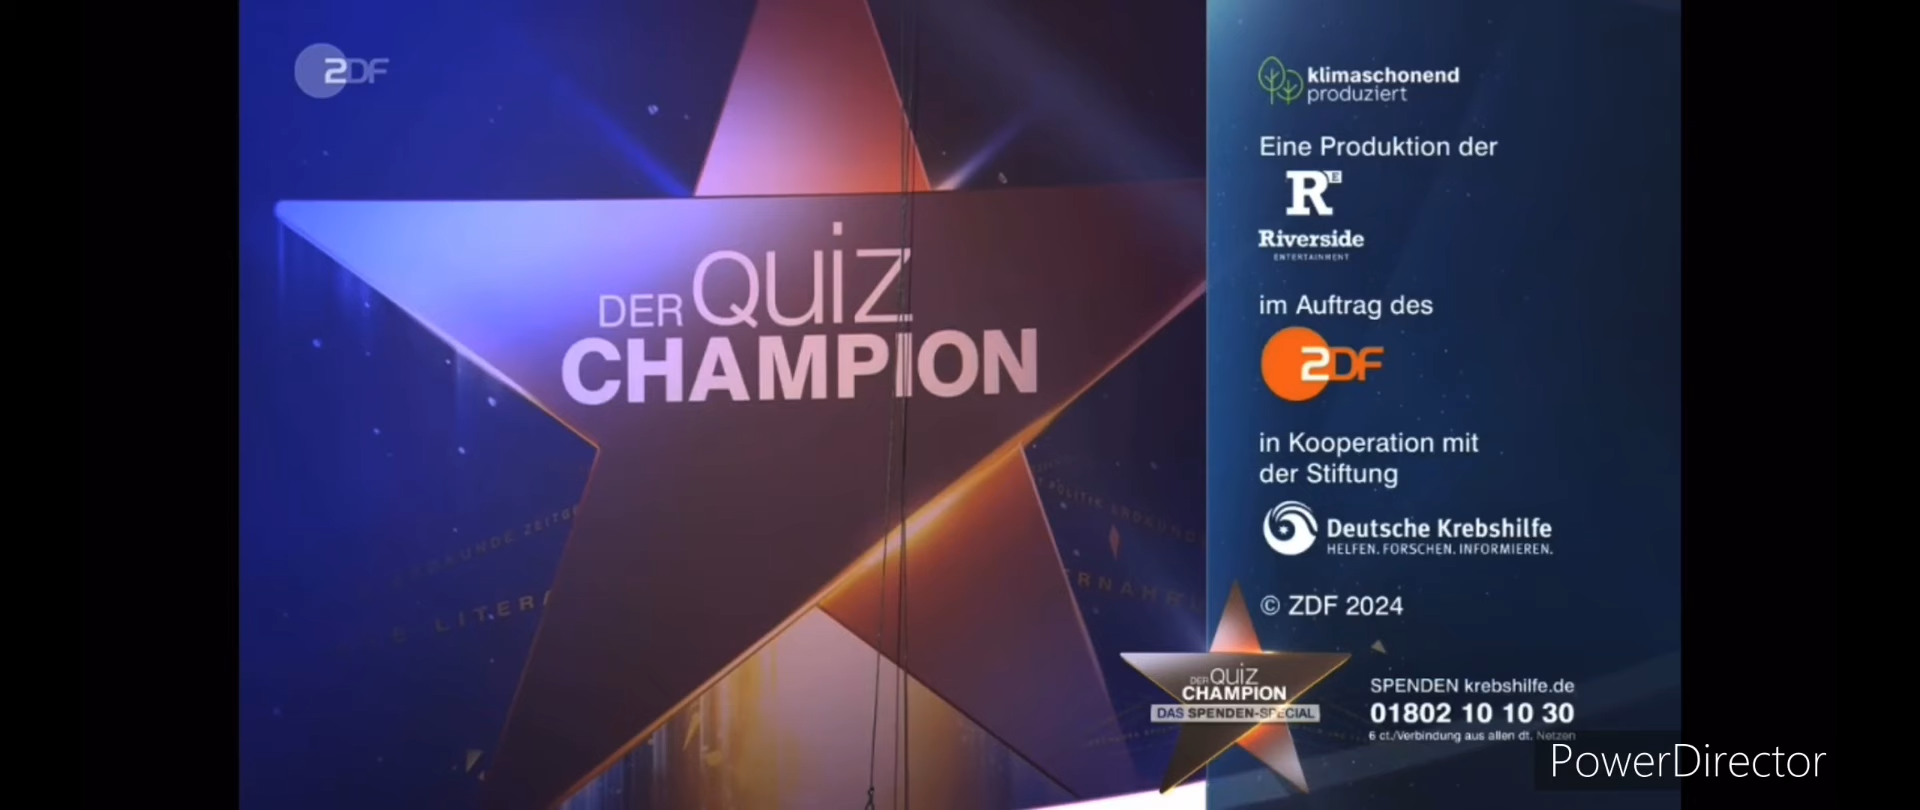 ZDF
DER QUiZ
CHAMPION
LITERA
klimaschonend
produziert
Eine Produktion der
RE
Riverside
ENTERTAINMENT
im Auftrag des
ZDF
in Kooperation mit
der Stiftung
Deutsche Krebshilfe
HELFEN. FORSCHEN. INFORMIEREN.
© ZDF 2024
DER QUiZ
CHAMPION
DAS SPENDEN-SPECIAL
SPENDEN krebshilfe.de
01802 10 10 30
6 ct./Verbindung aus allen dt. Netzen
PowerDirector